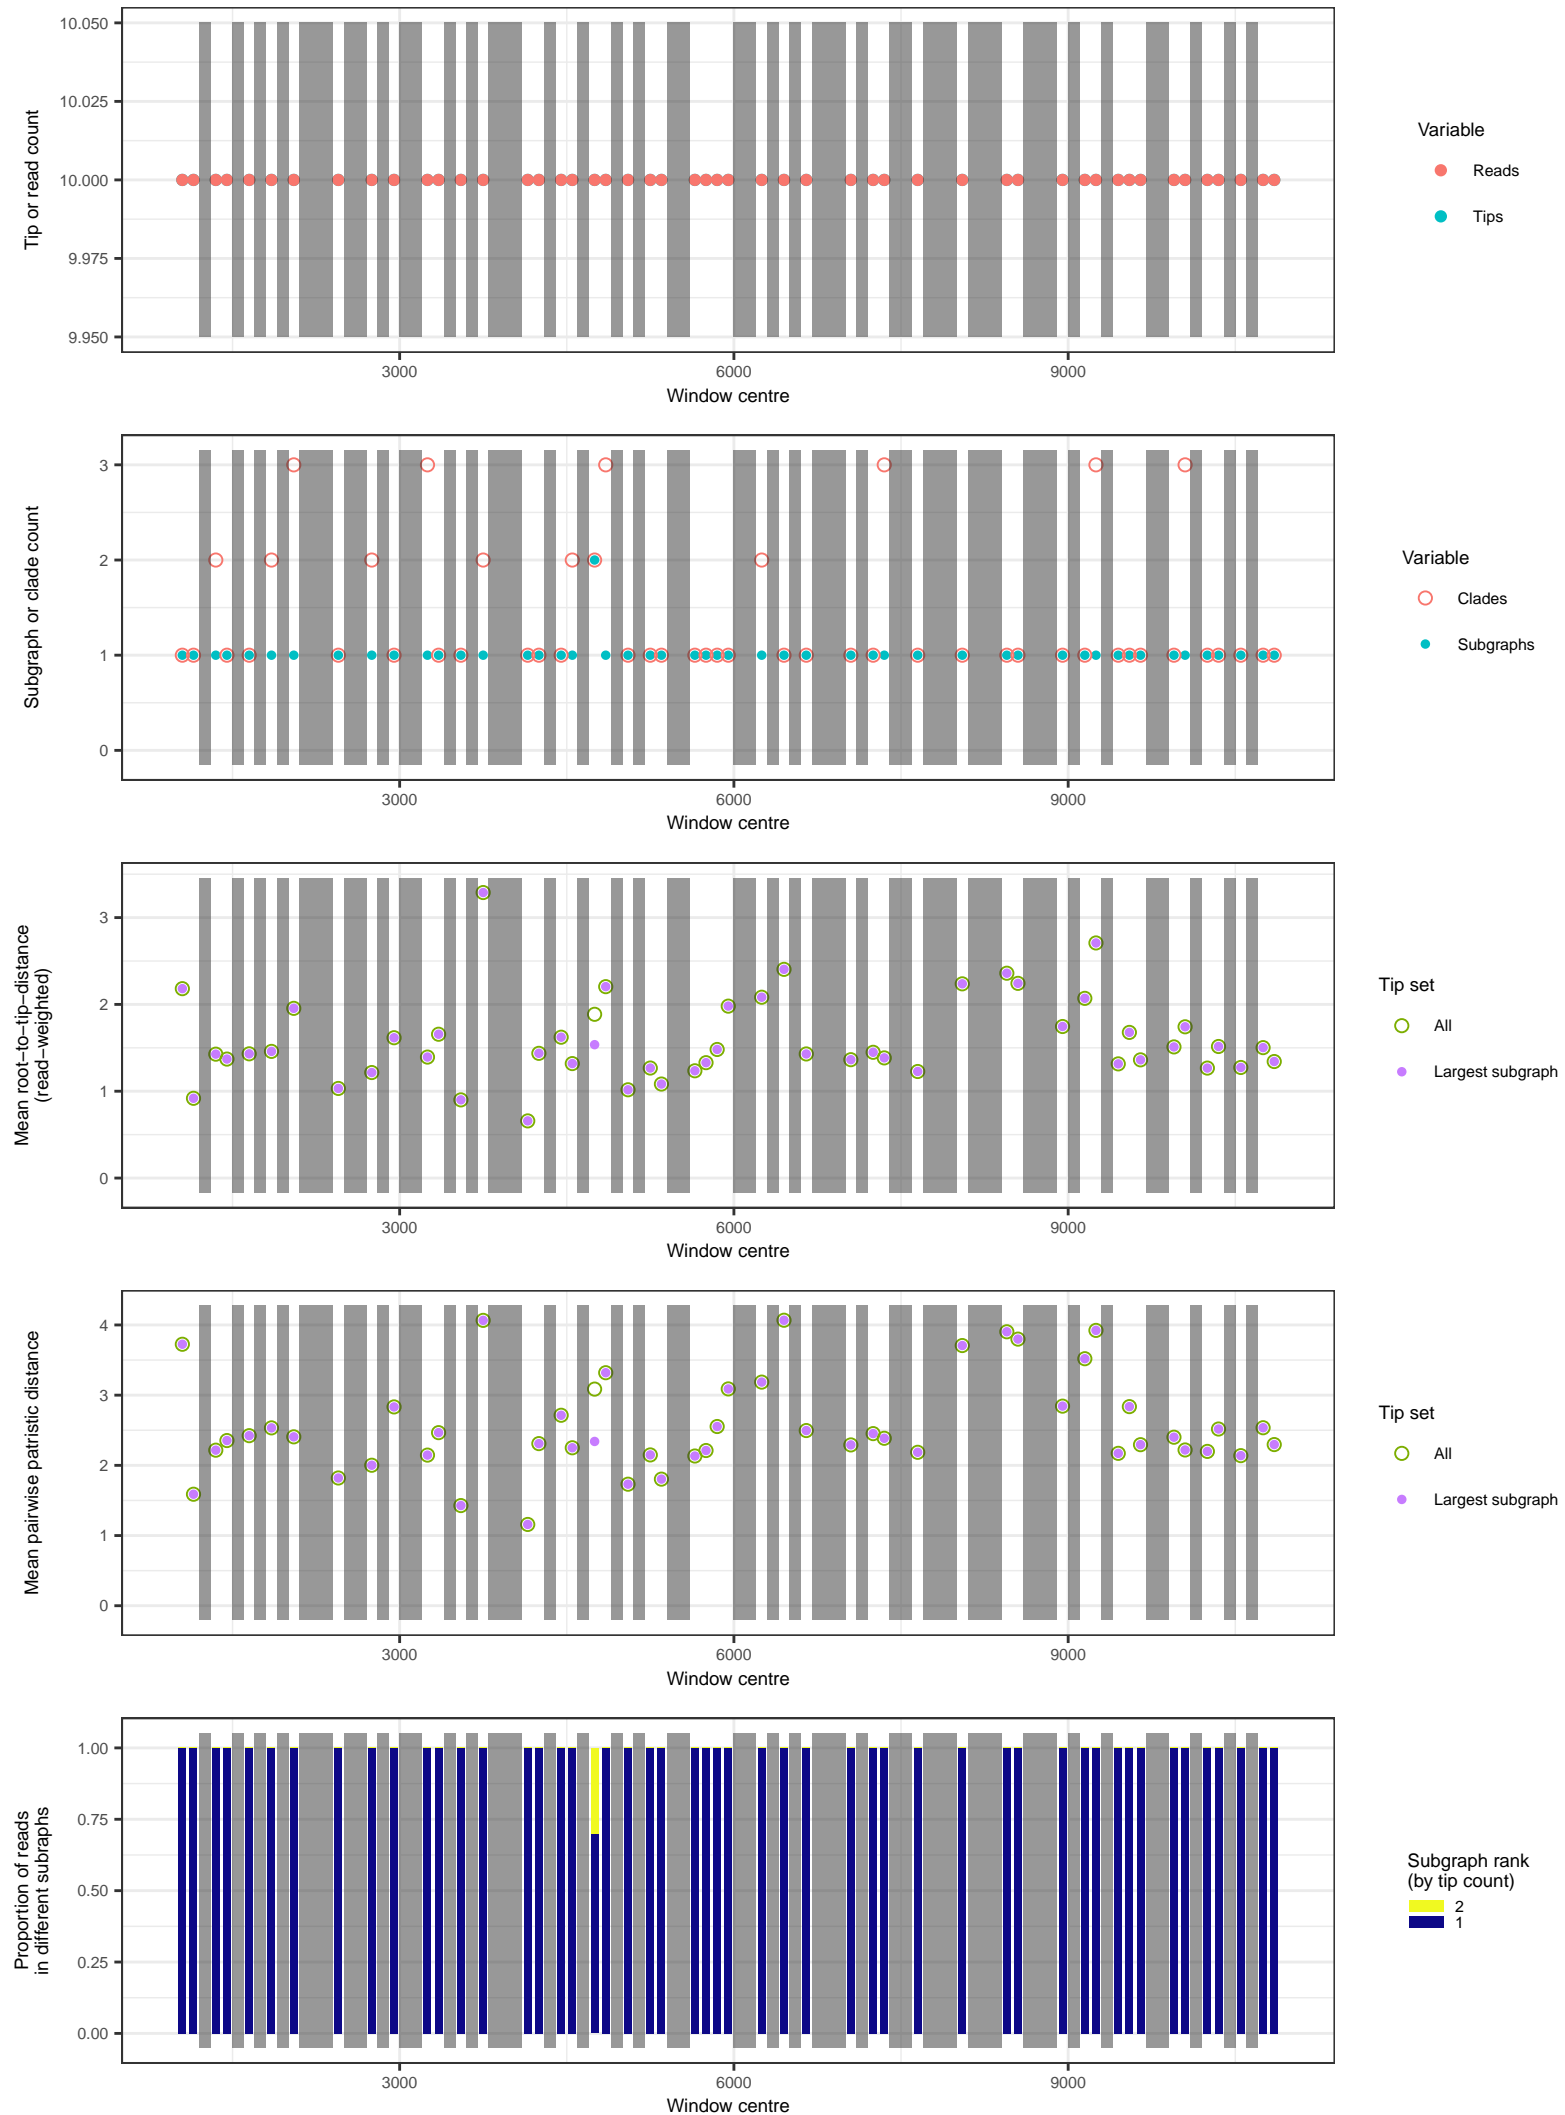 10.050
10.025
10.000
9.975
9.950
Tip or read count
3000
6000
9000
Window centre
Variable
Reads
Tips
3
2
1
0
Subgraph or clade count
3000
6000
9000
Window centre
Variable
Clades
Subgraphs
3
2
1
0
Mean root−to−tip−distance
(read−weighted)
3000
6000
9000
Window centre
Tip set
All
Largest subgraph
4
3
2
1
0
Mean pairwise patristic distance
3000
6000
9000
Window centre
Tip set
All
Largest subgraph
1.00
0.75
0.50
0.25
0.00
Proportion of reads
in different subraphs
3000
6000
9000
Window centre
Subgraph rank
(by tip count)
2
1